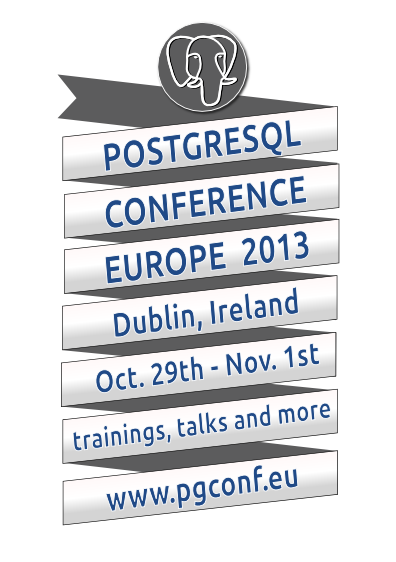 POSTGRESQL
CONFERENCE
EUROPE 2013
Dublin, Ireland
Oct. 29th - Nov. 1st
trainings, talks and more
www.pgconf.eu